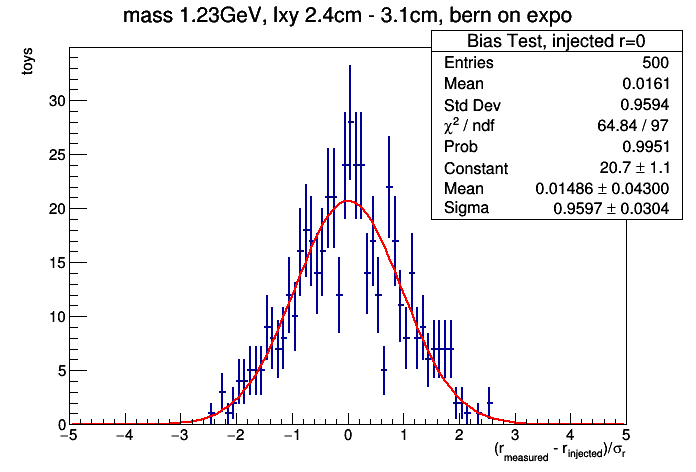 mass 1.23GeV, lxy 2.4cm - 3.1cm, bern on expo
toys
Bias Test, injected r=0
Entries 500
Mean 0.0161
Std Dev 0.9594
χ² / ndf 64.84 / 97
Prob 0.9951
Constant 20.7 ± 1.1
Mean 0.01486 ± 0.04300
Sigma 0.9597 ± 0.0304
30
25
20
15
10
5
0
−5 −4 −3 −2 −1 0 1 2 3 4 5
(r_measured - r_injected)/σ_r